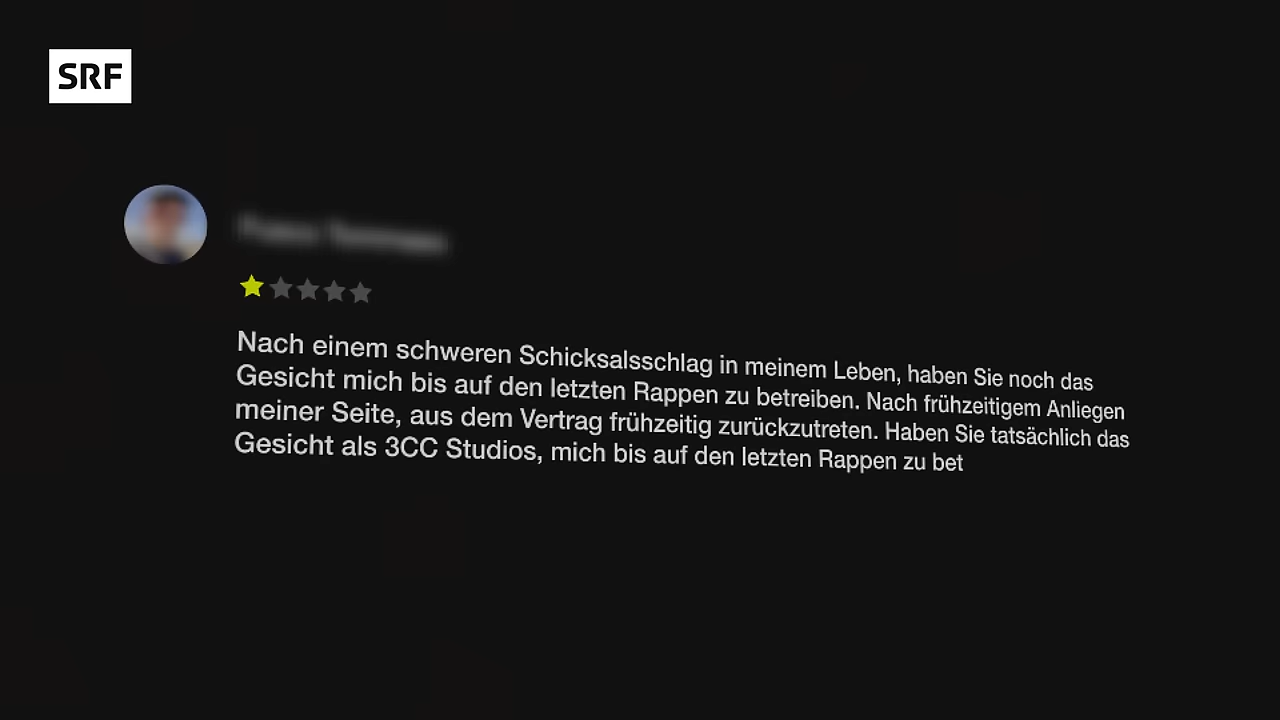 SRF
Nach einem schweren Schicksalsschlag in meinem Leben, haben Sie noch das
Gesicht mich bis auf den letzten Rappen zu betreiben. Nach frühzeitigem Anliegen
meiner Seite, aus dem Vertrag frühzeitig zurückzutreten. Haben Sie tatsächlich das
Gesicht als 3CC Studios, mich bis auf den letzten Rappen zu bet